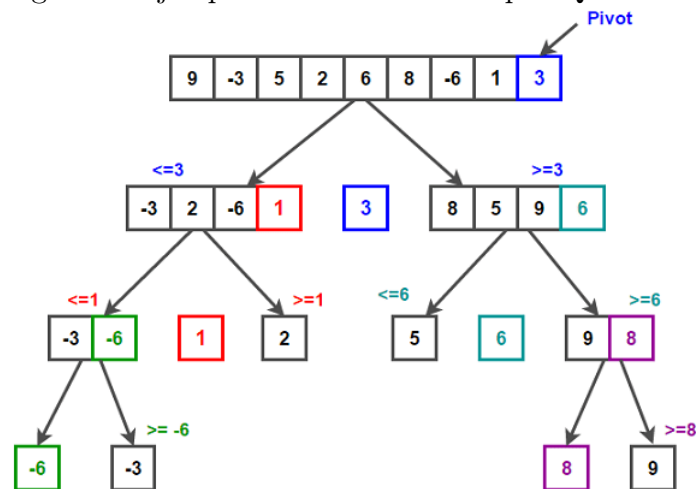 Pivot
9 -3 5 2 6 8 -6 1 3
<=3 >=3
-3 2 -6 1 3 8 5 9 6
<=1 >=1 <=6 >=6
-3 -6 1 2 5 6 9 8
>= -6 >=8
-6 -3 8 9